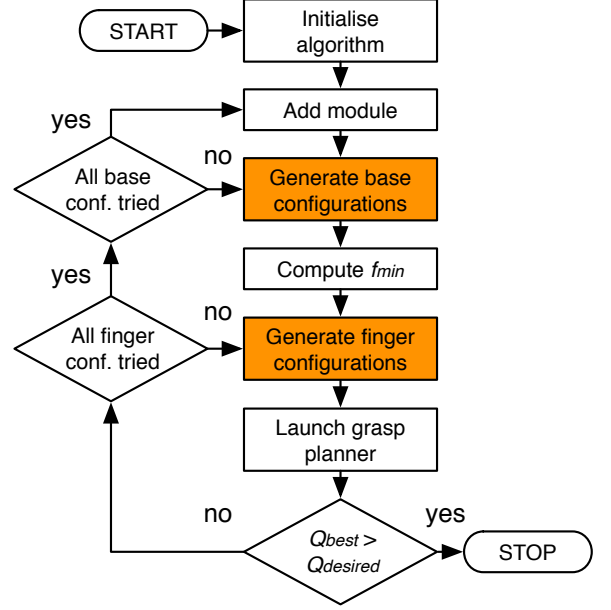 START
Initialise
algorithm
yes
Add module
All base
conf. tried
no
Generate base
configurations
yes
Compute fmin
All finger
conf. tried
no
Generate finger
configurations
Launch grasp
planner
no
Qbest >
Qdesired
yes
STOP